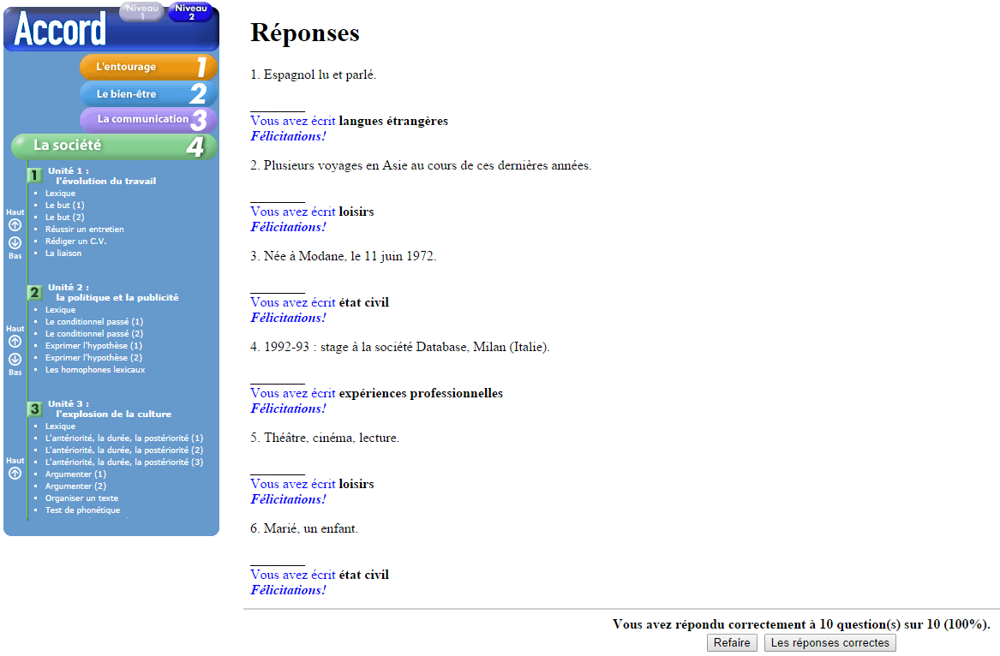 Niveau
1
Niveau
2
Accord
L'entourage 1
Le bien-être 2
La communication 3
La société 4
1 Unité 1 :
l'évolution du travail
Lexique
Le but (1)
Le but (2)
Réussir un entretien
Rédiger un C.V.
La liaison
Haut
Bas
2 Unité 2 :
la politique et la publicité
Lexique
Le conditionnel passé (1)
Le conditionnel passé (2)
Exprimer l'hypothèse (1)
Exprimer l'hypothèse (2)
Les homophones lexicaux
Haut
Bas
3 Unité 3 :
l'explosion de la culture
Lexique
L'antériorité, la durée, la postériorité (1)
L'antériorité, la durée, la postériorité (2)
L'antériorité, la durée, la postériorité (3)
Argumenter (1)
Argumenter (2)
Organiser un texte
Test de phonétique
Haut
Réponses
1. Espagnol lu et parlé.
________
Vous avez écrit langues étrangères
Félicitations!
2. Plusieurs voyages en Asie au cours de ces dernières années.
________
Vous avez écrit loisirs
Félicitations!
3. Née à Modane, le 11 juin 1972.
________
Vous avez écrit état civil
Félicitations!
4. 1992-93 : stage à la société Database, Milan (Italie).
________
Vous avez écrit expériences professionnelles
Félicitations!
5. Théâtre, cinéma, lecture.
________
Vous avez écrit loisirs
Félicitations!
6. Marié, un enfant.
________
Vous avez écrit état civil
Félicitations!
Vous avez répondu correctement à 10 question(s) sur 10 (100%).
Refaire Les réponses correctes